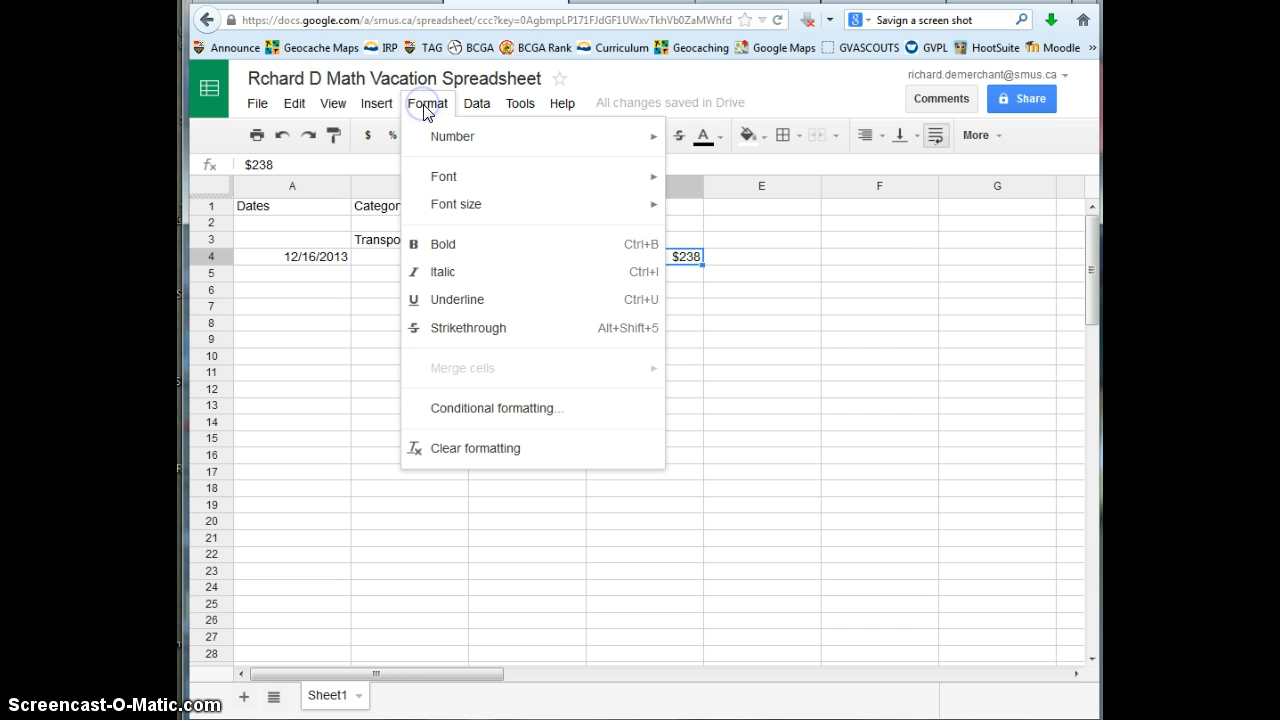 https://docs.google.com/a/smus.ca/spreadsheet/ccc?key=0AgbmpLP171FJdGF1UWxvTkhVb0ZaMWhfd
Savign a screen shot
Announce Geocache Maps IRP TAG BCGA BCGA Rank Curriculum Geocaching Google Maps GVASCOUTS GVPL HootSuite Moodle »
Rchard D Math Vacation Spreadsheet
richard.demerchant@smus.ca
File Edit View Insert Format Data Tools Help All changes saved in Drive
Comments Share
$ % Number A More
fx $238
Font
A E F G
Font size
1 Dates Categor
2
3 Transpo
B Bold Ctrl+B
4 12/16/2013 $238
I Italic Ctrl+I
5
6
U Underline Ctrl+U
7
8
S Strikethrough Alt+Shift+5
9
10
11
Merge cells
12
13
Conditional formatting...
14
15
Clear formatting
16
17
18
19
20
21
22
23
24
25
26
27
28
+ Sheet1
Screencast-O-Matic.com